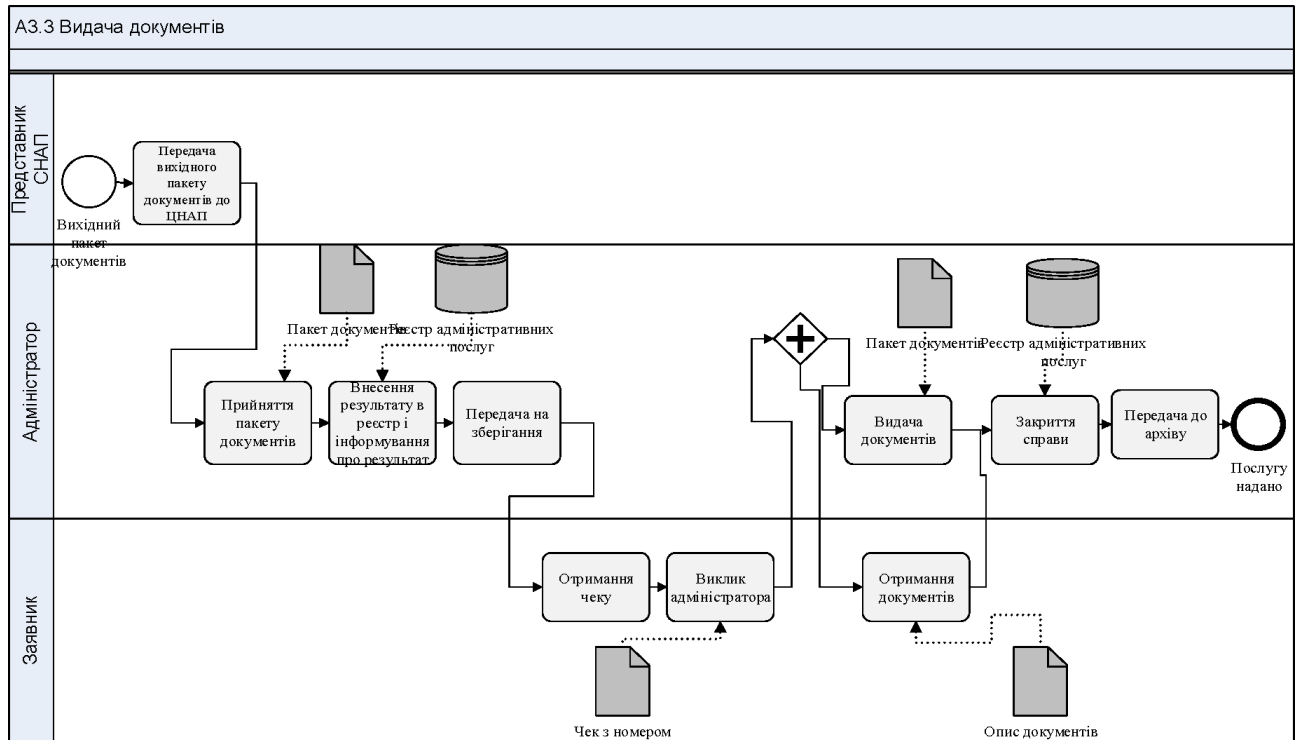 А3.3 Видача документів
Представник
СНАП
Передача
вихідного
пакету
документів до
ЦНАП
Вихідний
пакет
документів
Адміністратор
Пакет документів
Реєстр адміністративних
послуг
Прийняття
пакету
документів
Внесення
результату в
реєстр і
інформування
про результат
Передача на
зберігання
Пакет документів
Реєстр адміністративних
послуг
Видача
документів
Закриття
справи
Передача до
архіву
Послугу
надано
Заявник
Отримання
чеку
Виклик
адміністратора
Отримання
документів
Чек з номером
Опис документів